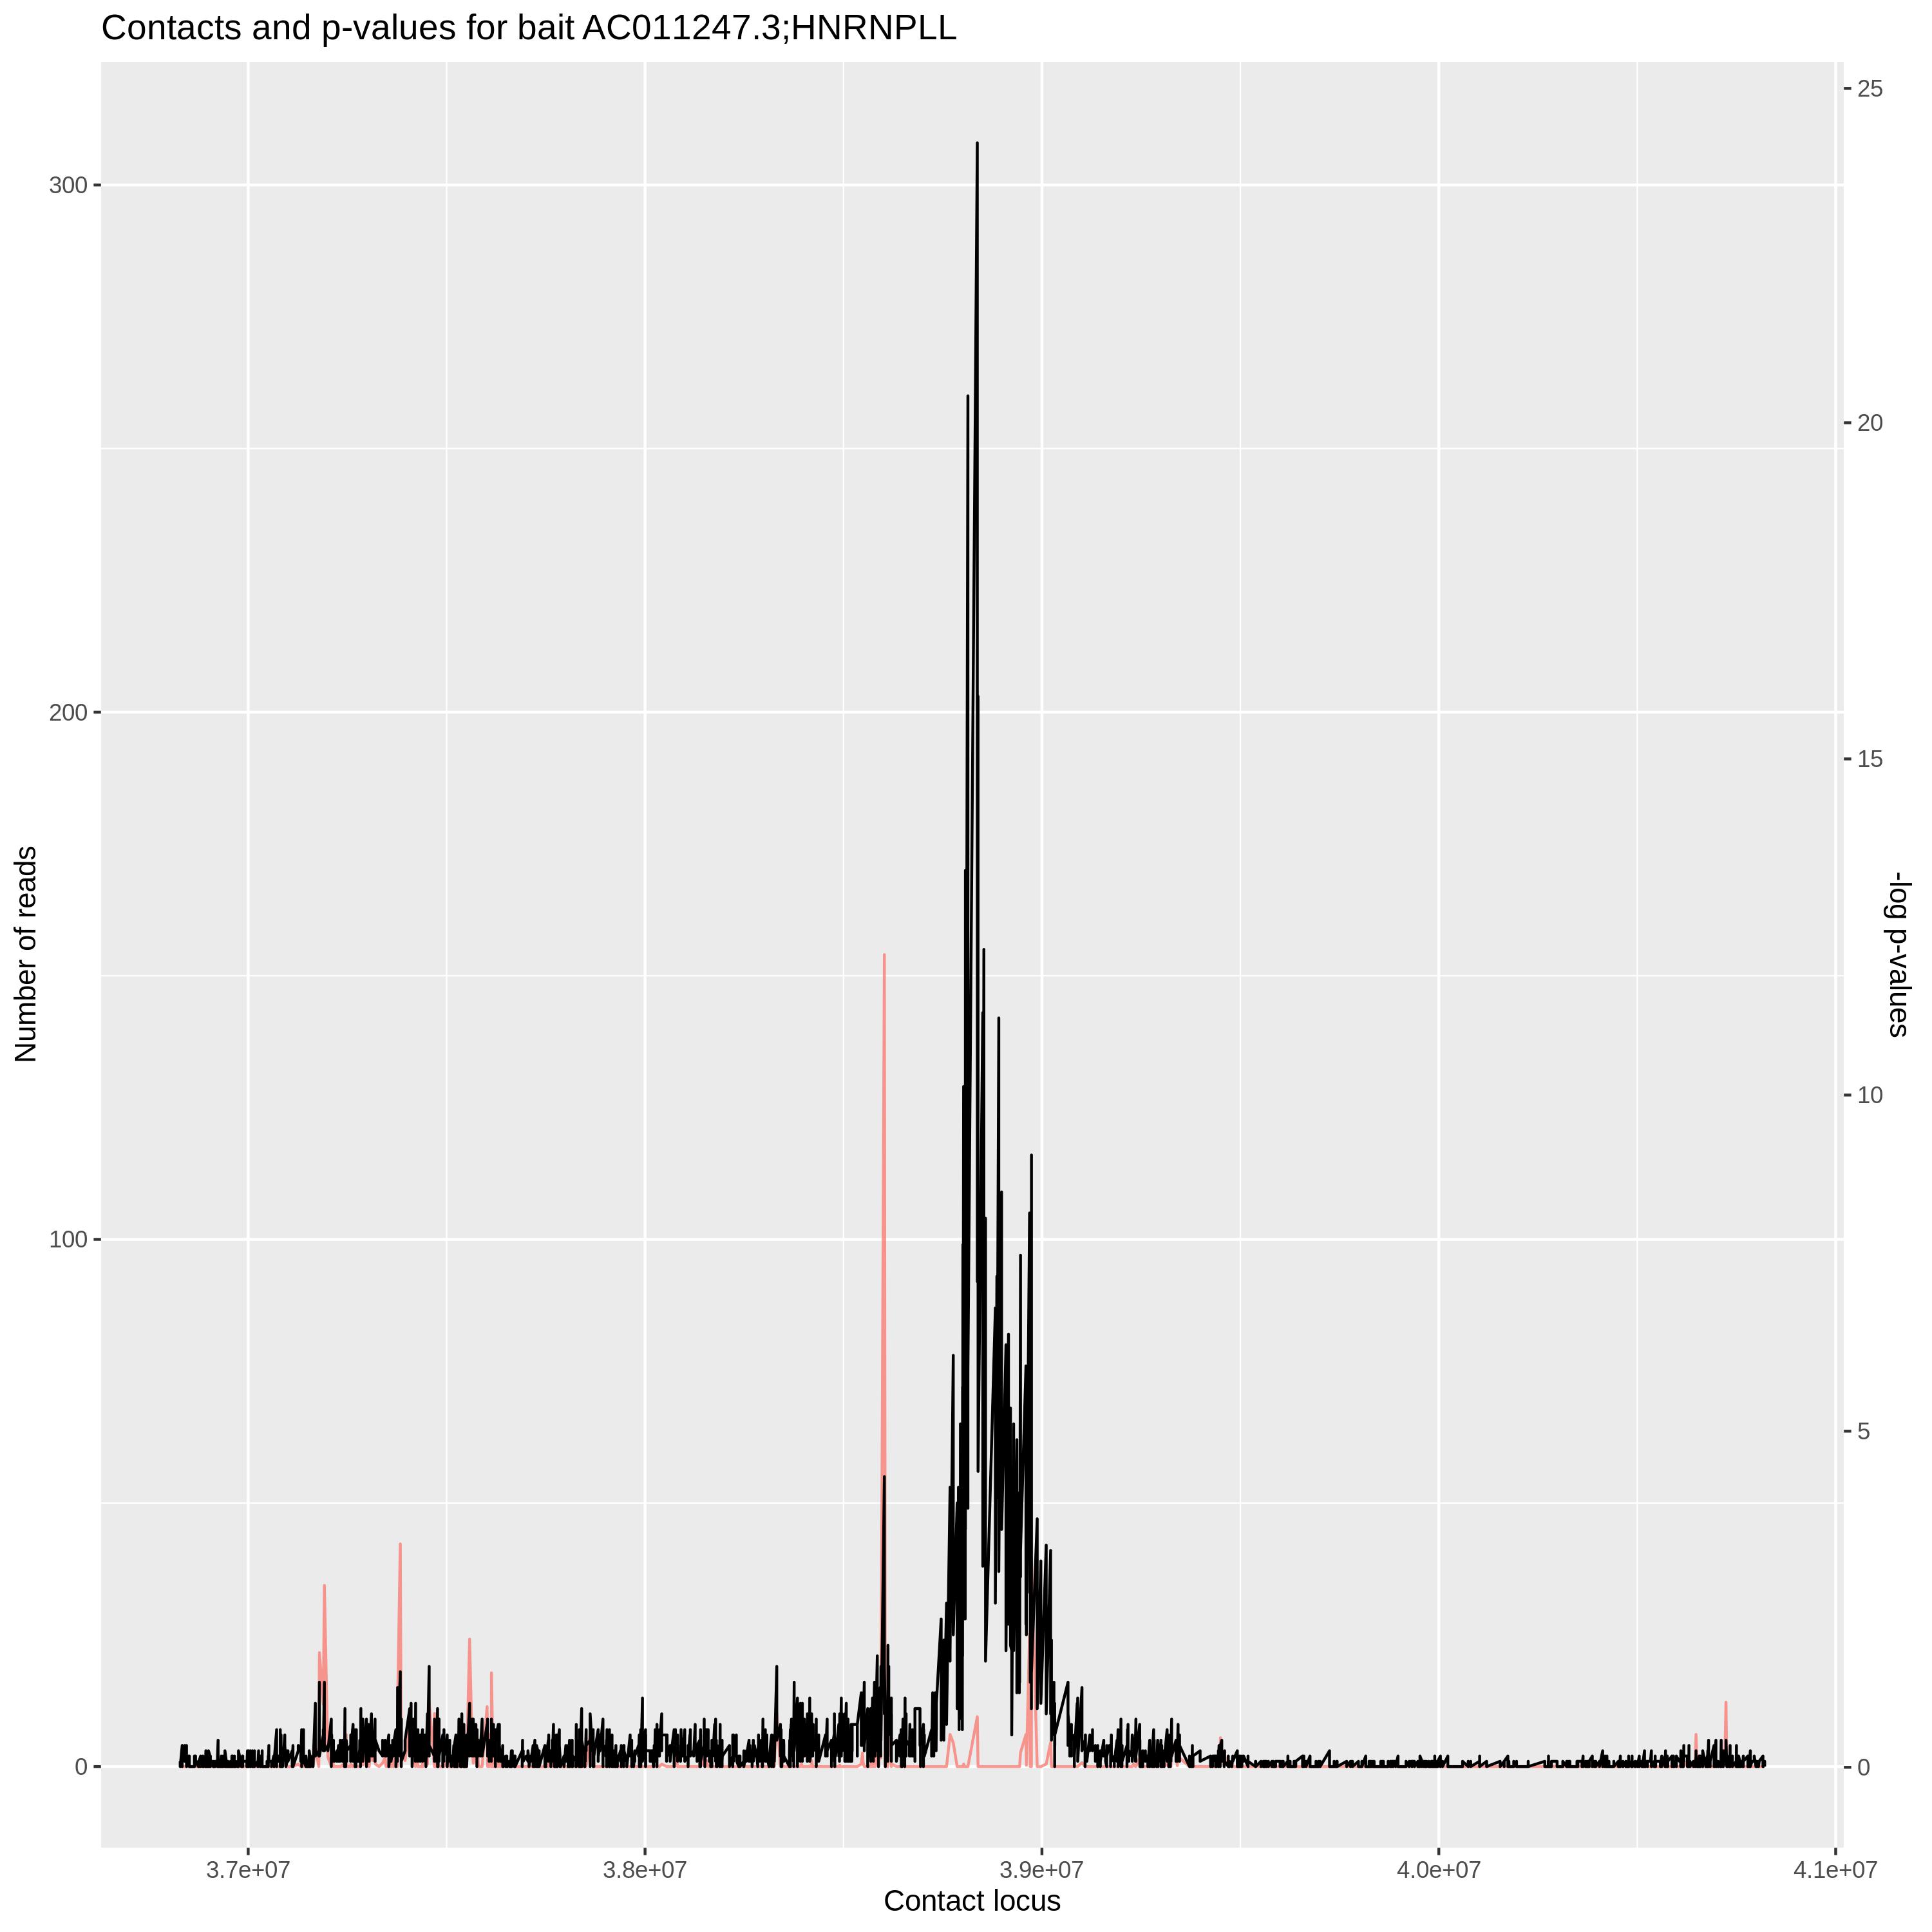 Contacts and p-values for bait AC011247.3;HNRNPLL
Number of reads
300
200
100
0
25
20
15
10
5
0
-log p-values
3.7e+07
3.8e+07
3.9e+07
4.0e+07
4.1e+07
Contact locus